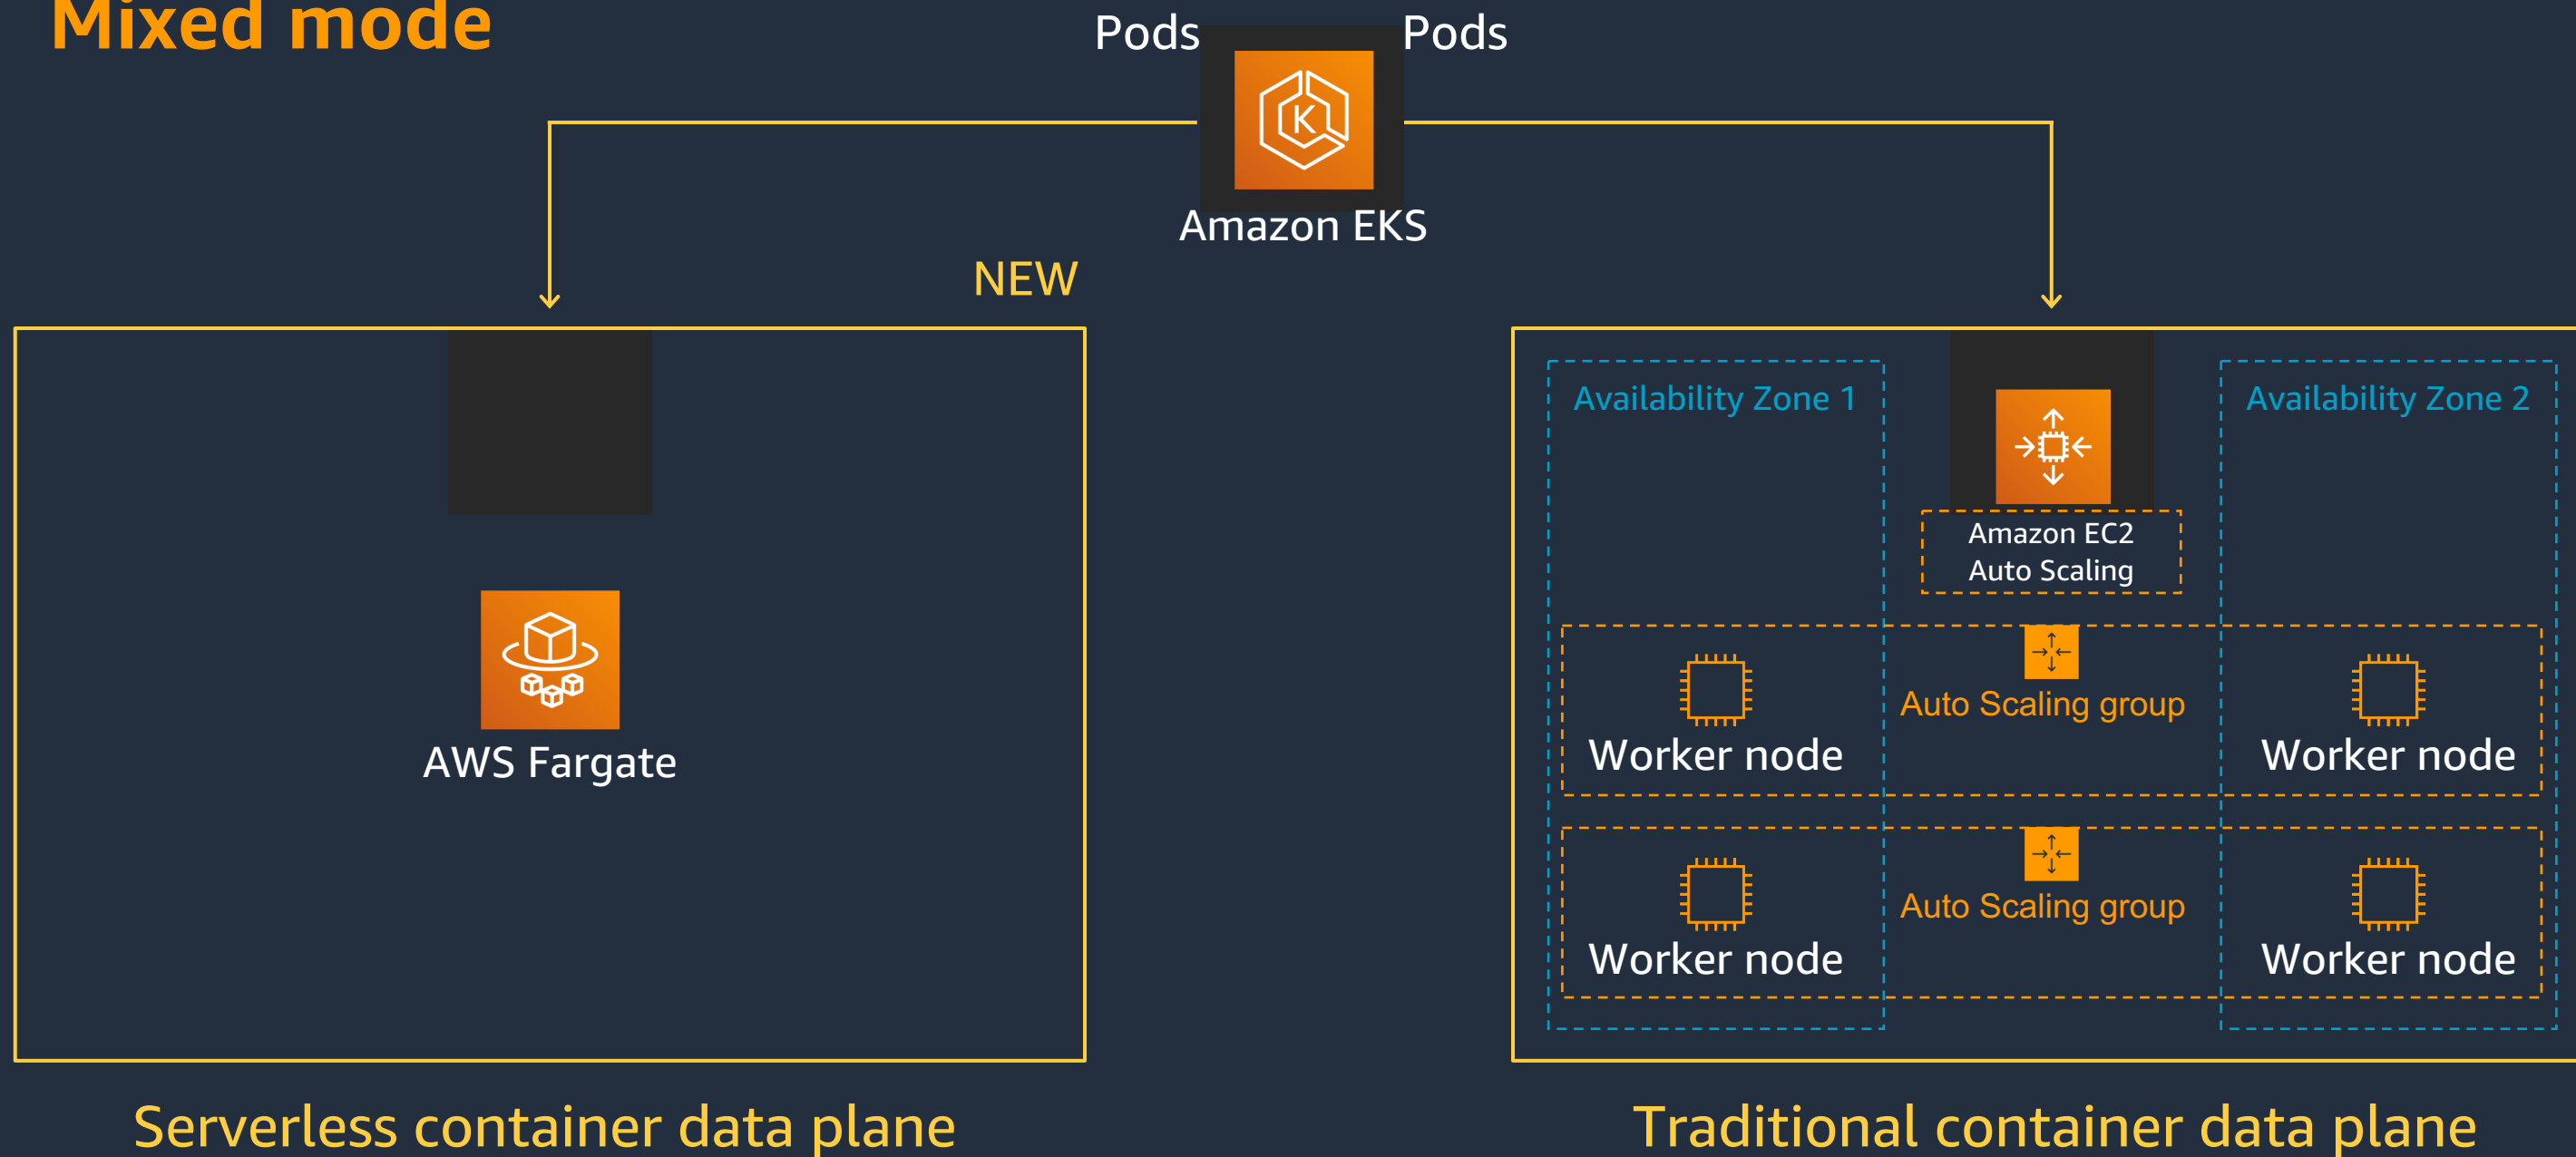 Mixed mode
Pods
Pods
K
Amazon EKS
NEW
Availability Zone 1
Availability Zone 2
Amazon EC2
Auto Scaling
AWS Fargate
Auto Scaling group
Worker node
Worker node
Auto Scaling group
Worker node
Worker node
Serverless container data plane
Traditional container data plane